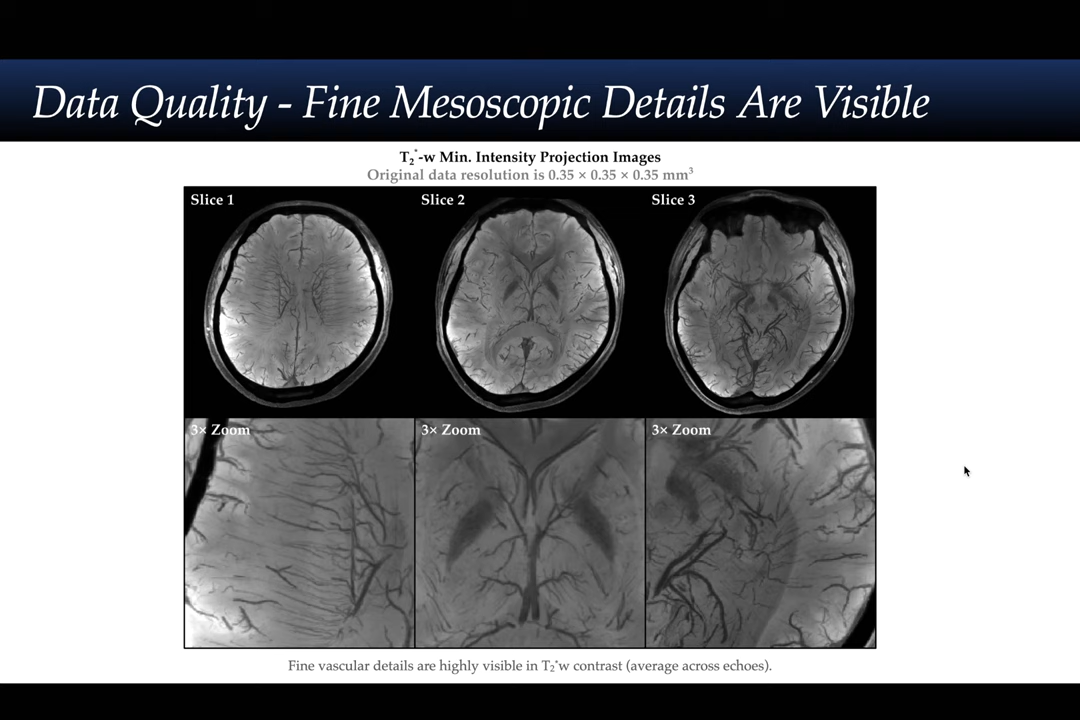 Data Quality - Fine Mesoscopic Details Are Visible
T₂*-w Min. Intensity Projection Images
Original data resolution is 0.35 × 0.35 × 0.35 mm³
Slice 1
Slice 2
Slice 3
3× Zoom
3× Zoom
3× Zoom
Fine vascular details are highly visible in T₂*w contrast (average across echoes).